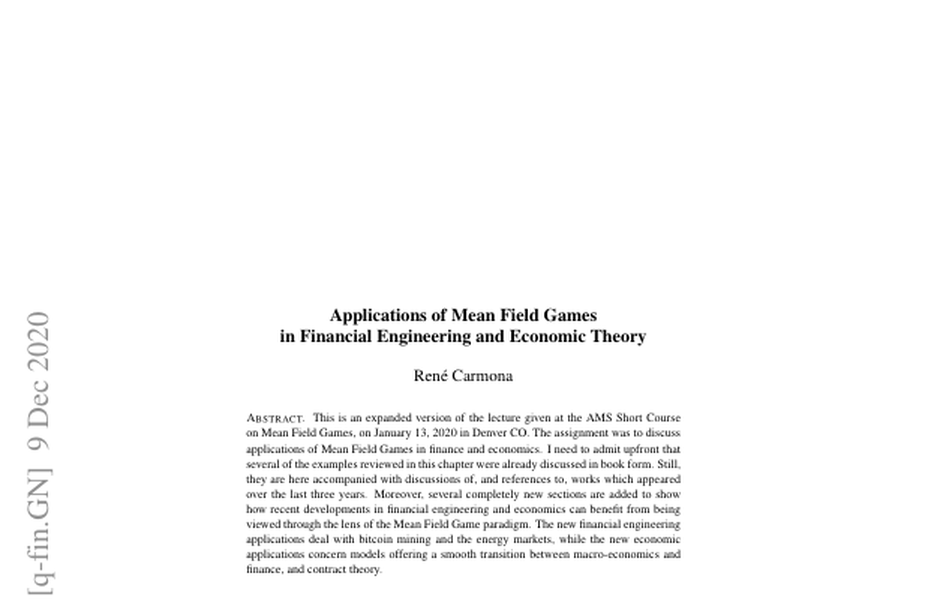 [q-fin.GN] 9 Dec 2020
Applications of Mean Field Games
in Financial Engineering and Economic Theory
René Carmona
ABSTRACT. This is an expanded version of the lecture given at the AMS Short Course
on Mean Field Games, on January 13, 2020 in Denver CO. The assignment was to discuss
applications of Mean Field Games in finance and economics. I need to admit upfront that
several of the examples reviewed in this chapter were already discussed in book form. Still,
they are here accompanied with discussions of, and references to, works which appeared
over the last three years. Moreover, several completely new sections are added to show
how recent developments in financial engineering and economics can benefit from being
viewed through the lens of the Mean Field Game paradigm. The new financial engineering
applications deal with bitcoin mining and the energy markets, while the new economic
applications concern models offering a smooth transition between macro-economics and
finance, and contract theory.